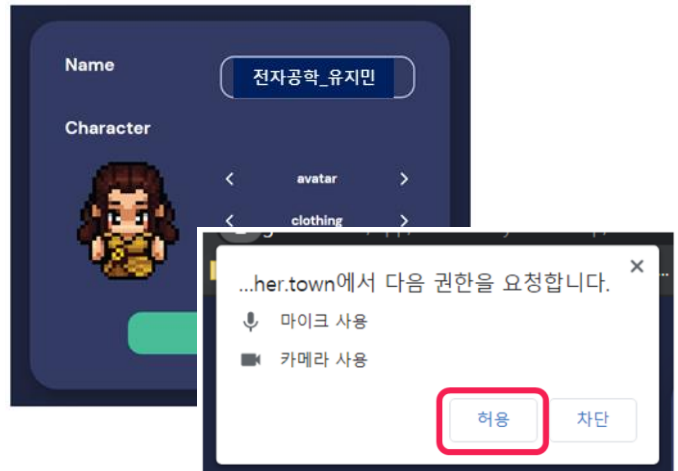 Name
전자공학_유지민
Character
< avatar >
< clothing >
...her.town에서 다음 권한을 요청합니다.
마이크 사용
카메라 사용
허용
차단